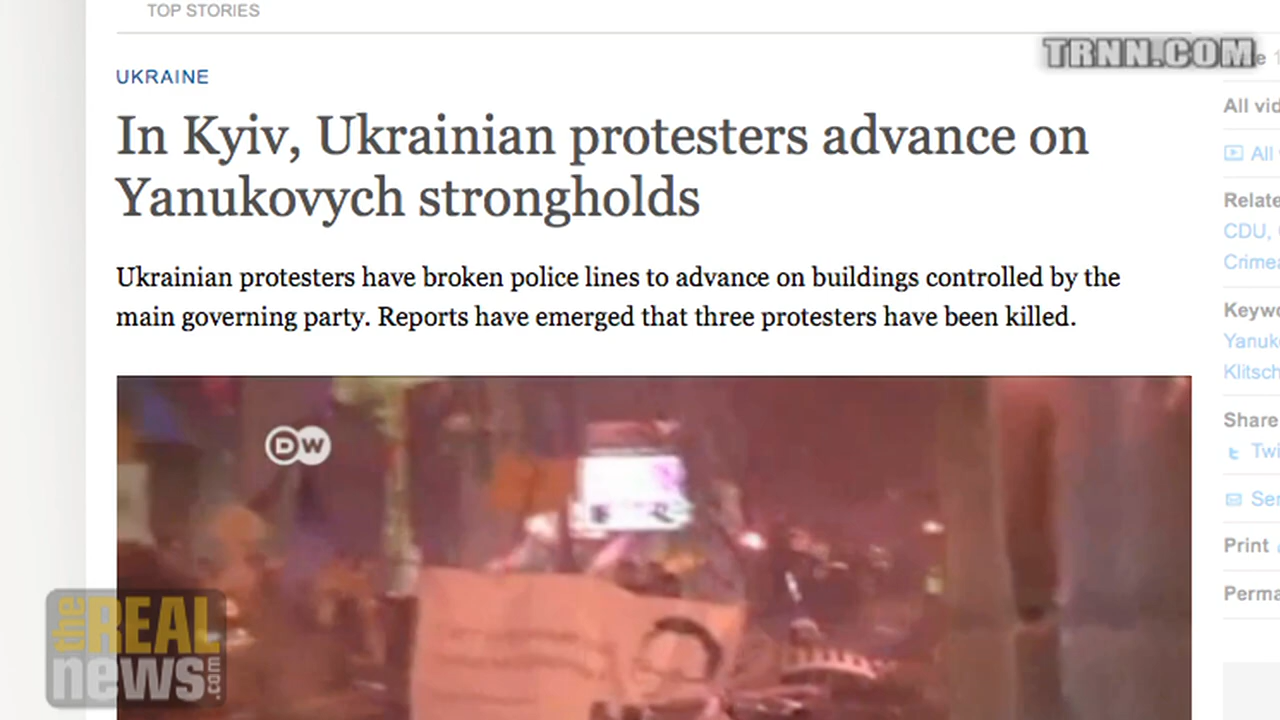 TOP STORIES
TRNN.COM
UKRAINE
In Kyiv, Ukrainian protesters advance on
Yanukovych strongholds
Ukrainian protesters have broken police lines to advance on buildings controlled by the
main governing party. Reports have emerged that three protesters have been killed.
All vid
All
Relate
CDU,
Crimea
Keywo
Yanuk
Klitsch
Share
Twi
Sen
Print
Perma
DW
the REAL
news.com